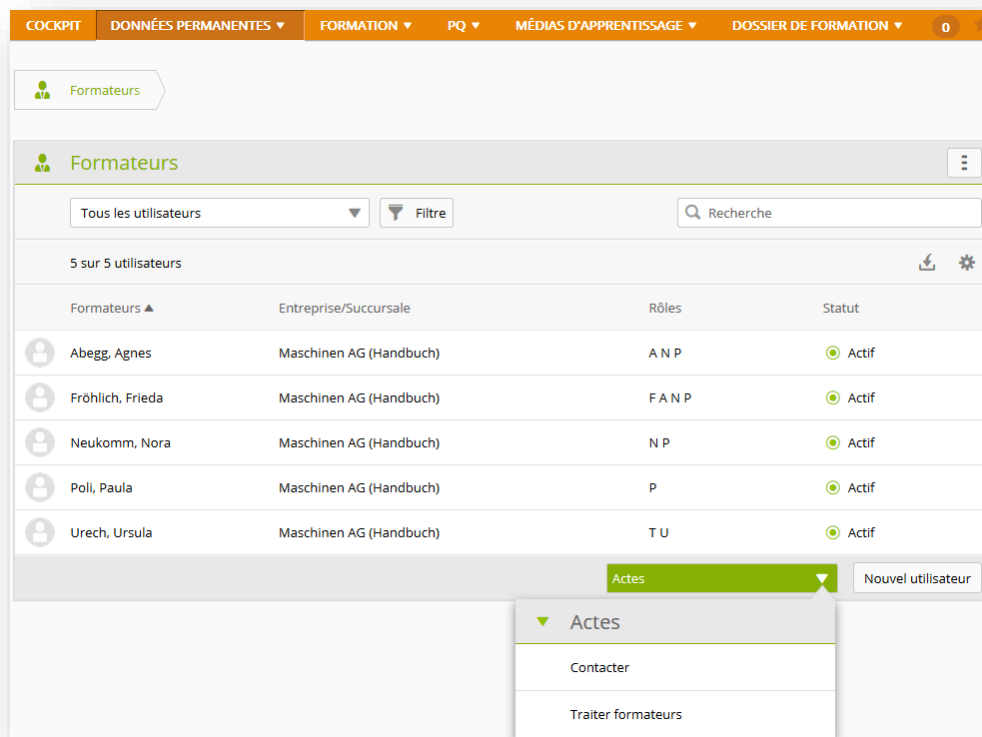 COCKPIT DONNÉES PERMANENTES FORMATION PQ MÉDIAS D'APPRENTISSAGE DOSSIER DE FORMATION 0
Formateurs
Formateurs
Tous les utilisateurs Filtre Recherche
5 sur 5 utilisateurs
Formateurs Entreprise/Succursale Rôles Statut
Abegg, Agnes Maschinen AG (Handbuch) A N P Actif
Fröhlich, Frieda Maschinen AG (Handbuch) F A N P Actif
Neukomm, Nora Maschinen AG (Handbuch) N P Actif
Poli, Paula Maschinen AG (Handbuch) P Actif
Urech, Ursula Maschinen AG (Handbuch) T U Actif
Actes Nouvel utilisateur
Actes
Contacter
Traiter formateurs